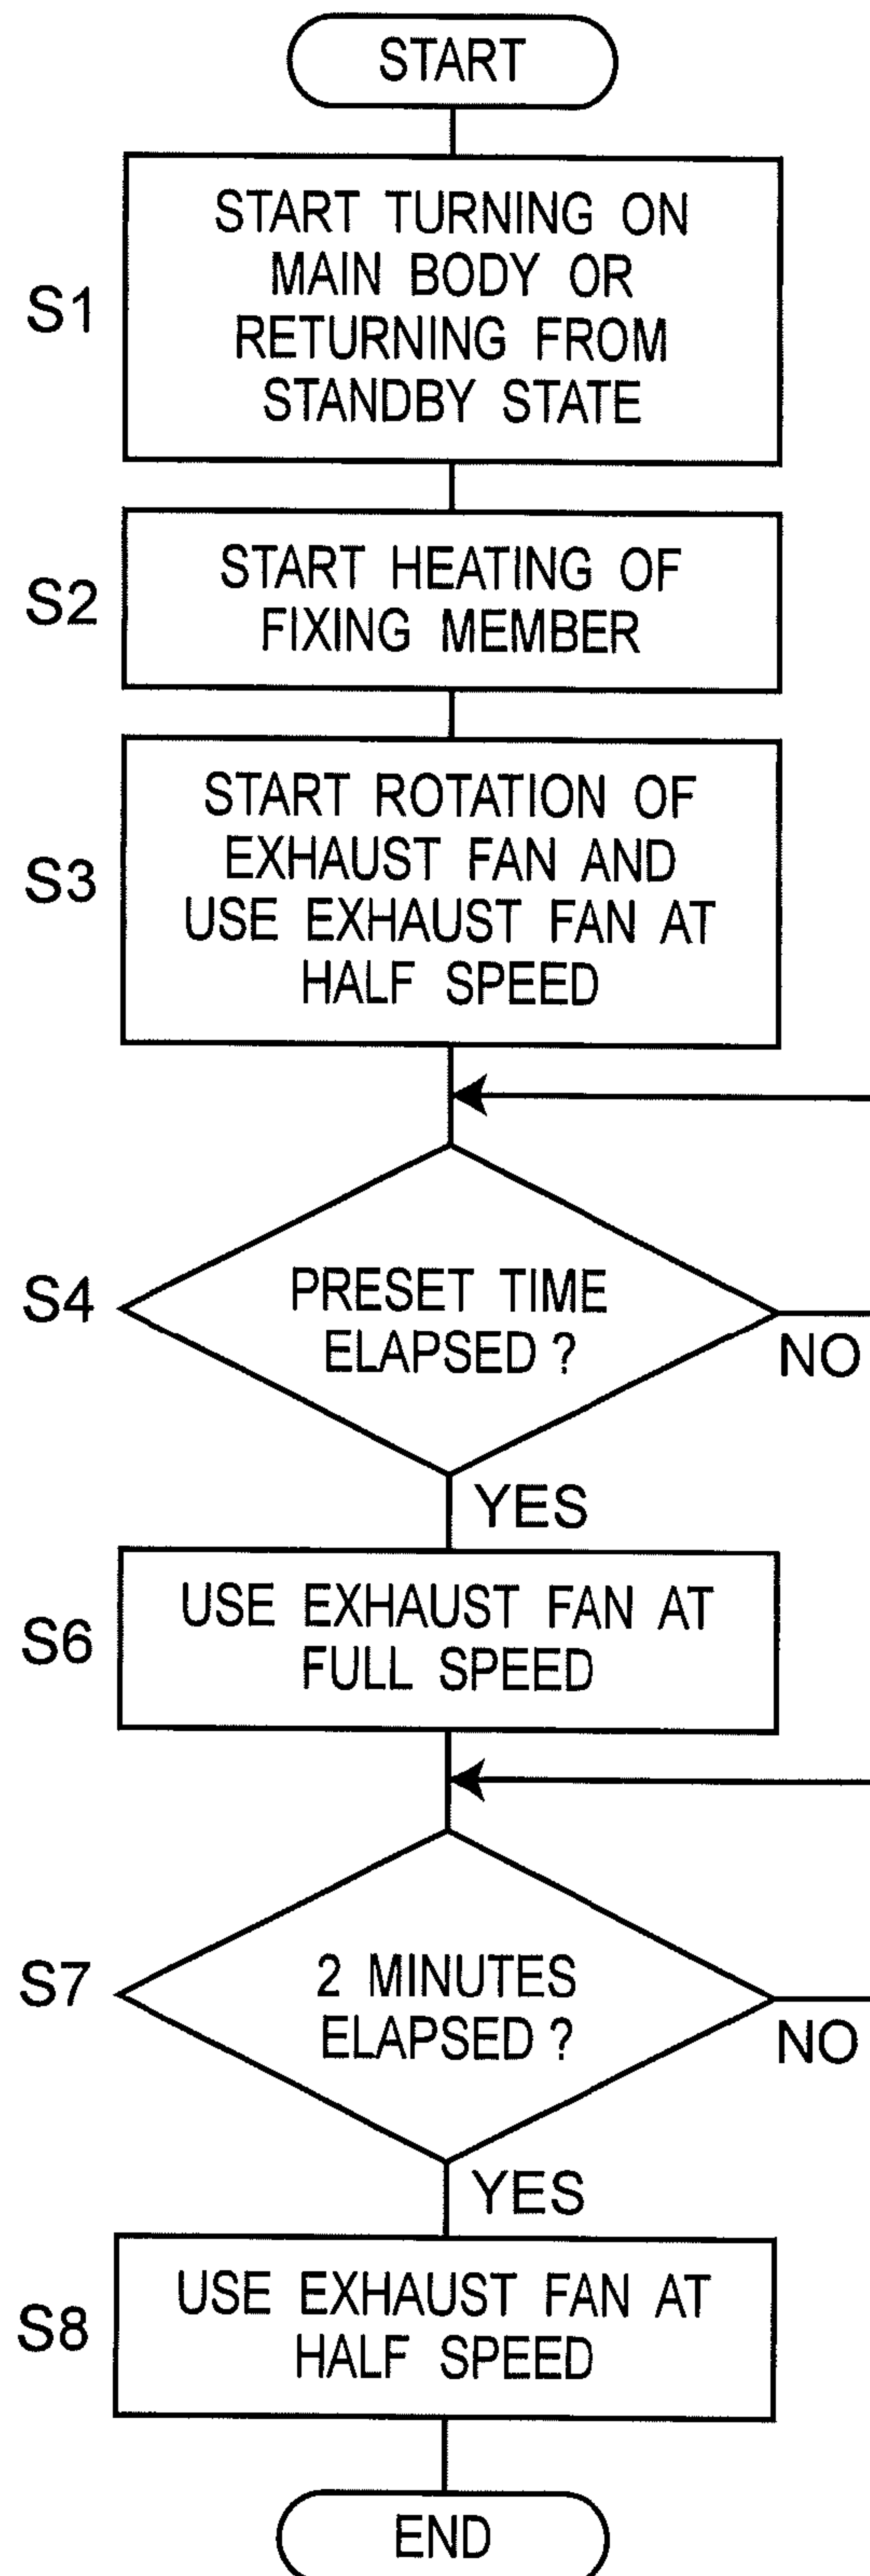 START
S1
START TURNING ON
MAIN BODY OR
RETURNING FROM
STANDBY STATE
S2
START HEATING OF
FIXING MEMBER
S3
START ROTATION OF
EXHAUST FAN AND
USE EXHAUST FAN AT
HALF SPEED
S4
PRESET TIME
ELAPSED ?
NO
YES
S6
USE EXHAUST FAN AT
FULL SPEED
S7
2 MINUTES
ELAPSED ?
NO
YES
S8
USE EXHAUST FAN AT
HALF SPEED
END